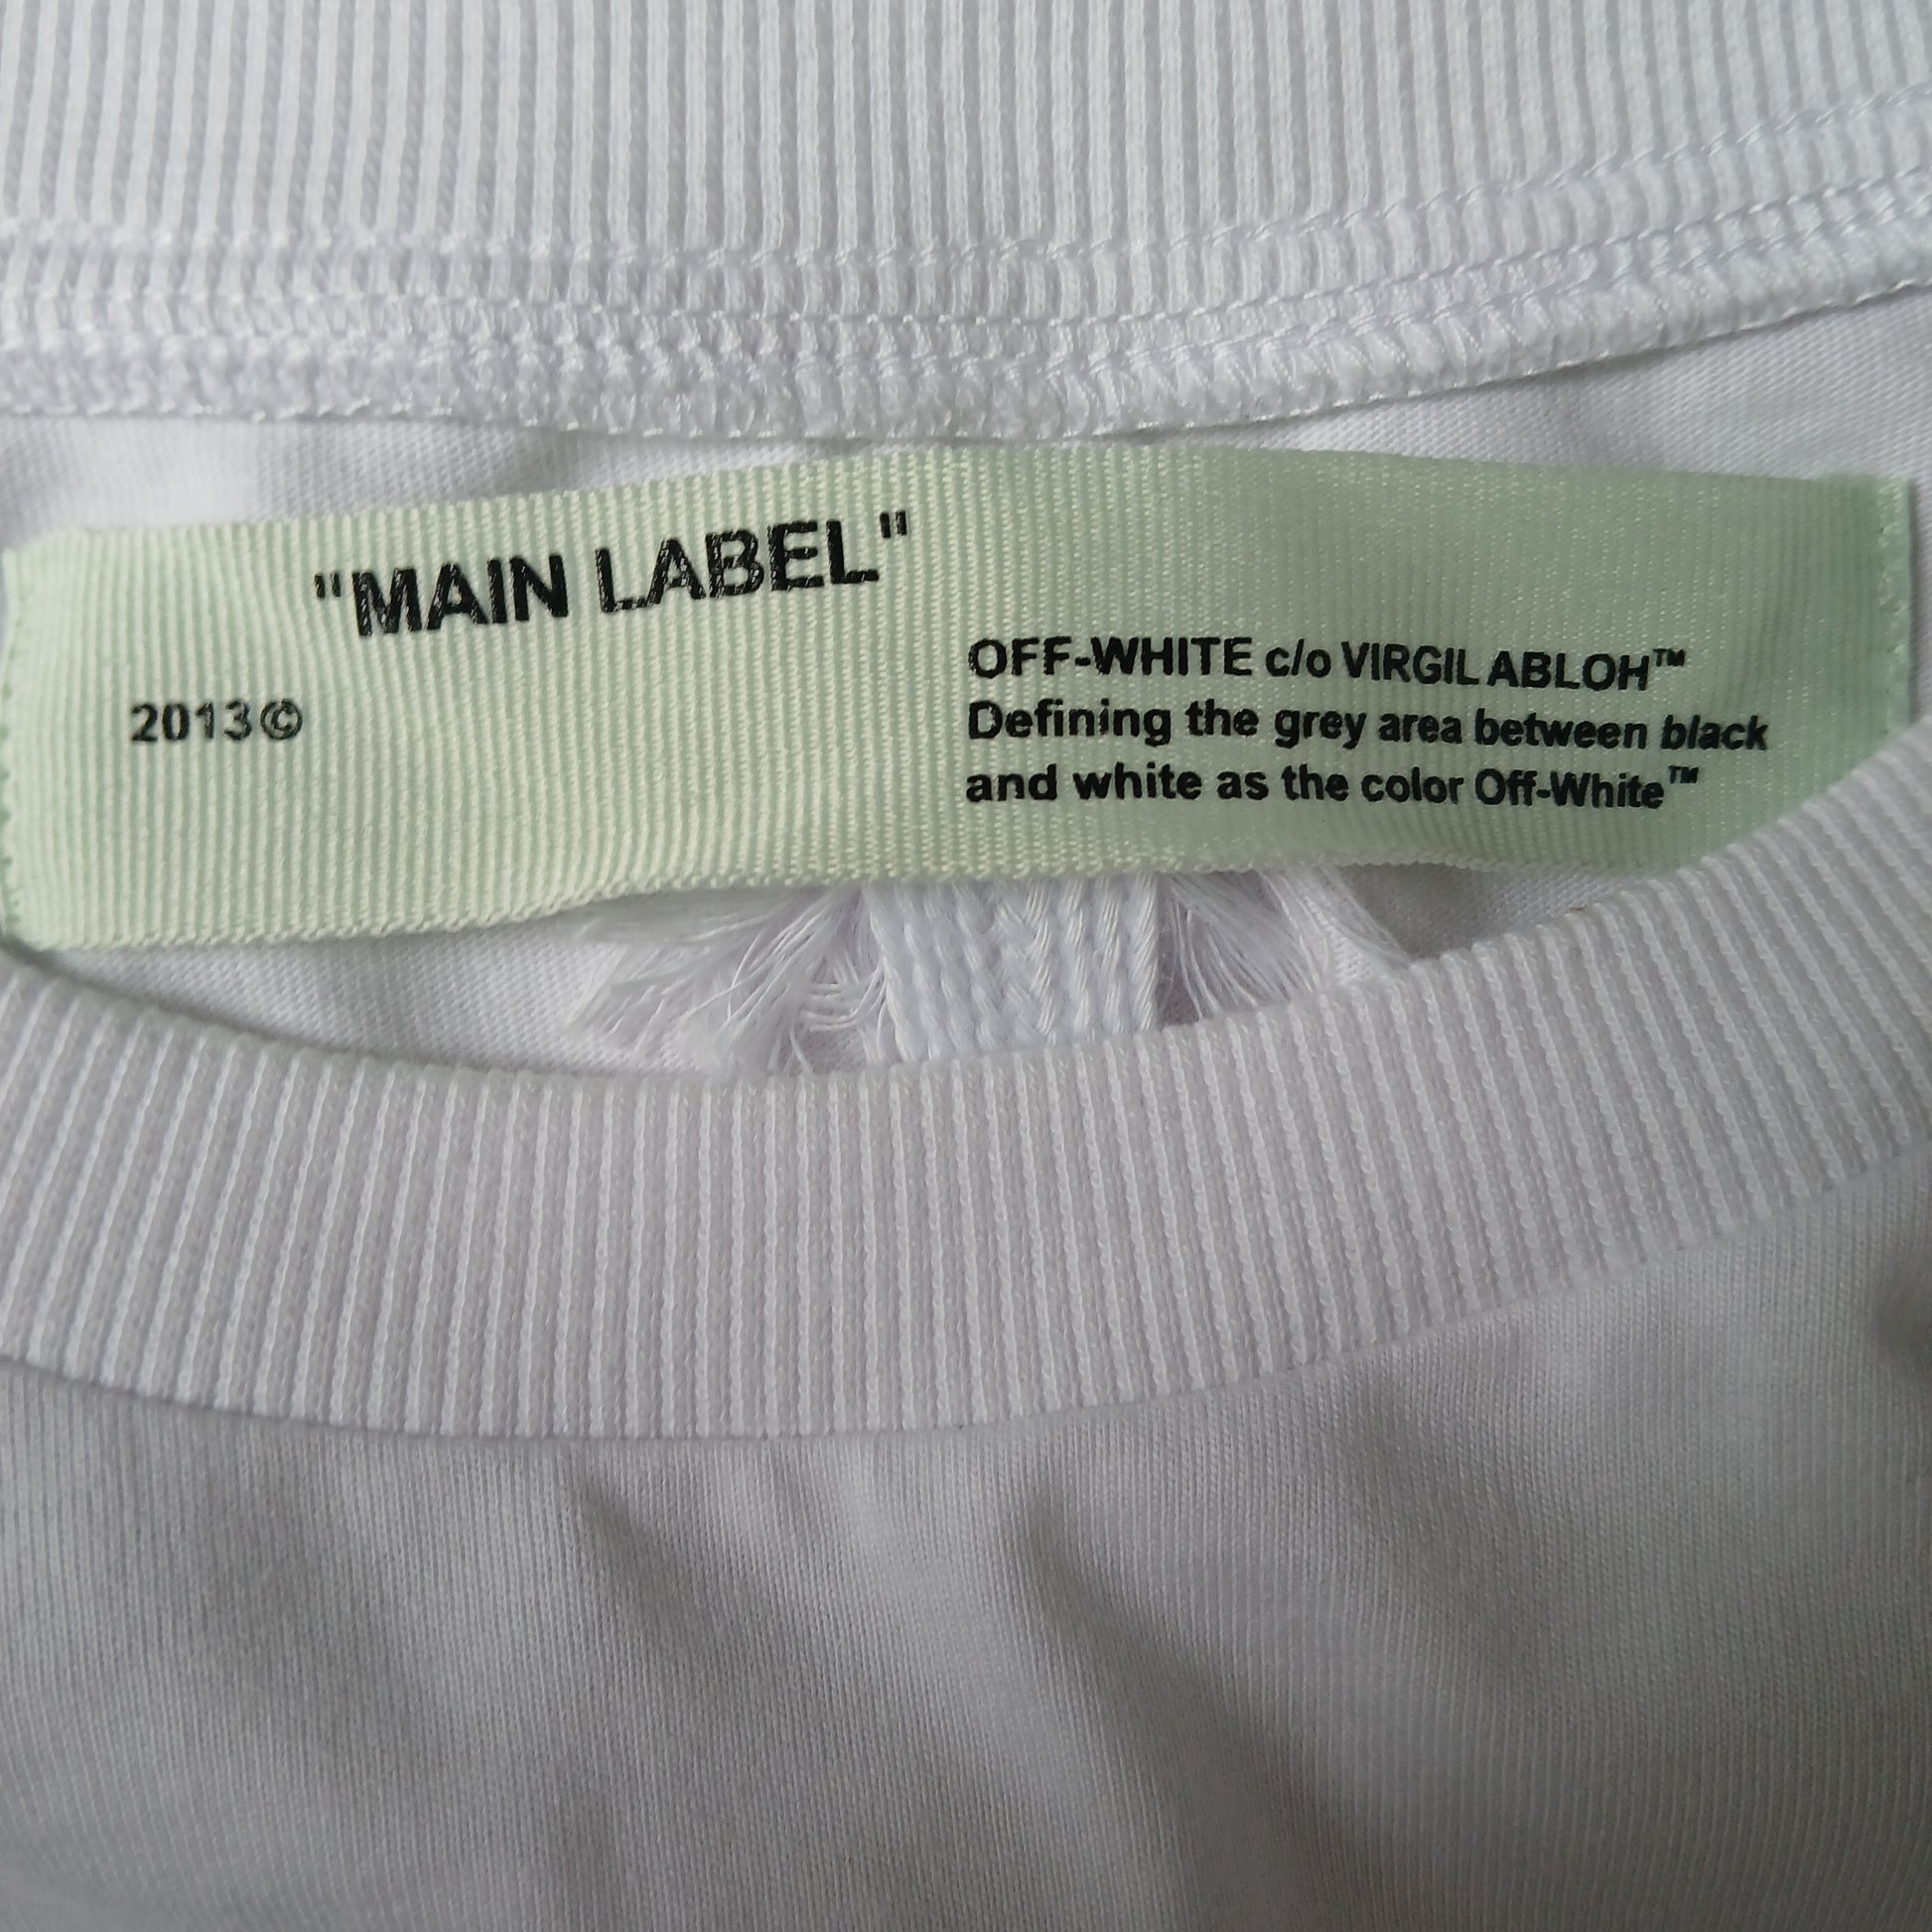 "MAIN LABEL"
2013©
OFF-WHITE c/o VIRGIL ABLOH™
Defining the grey area between black
and white as the color Off-White™